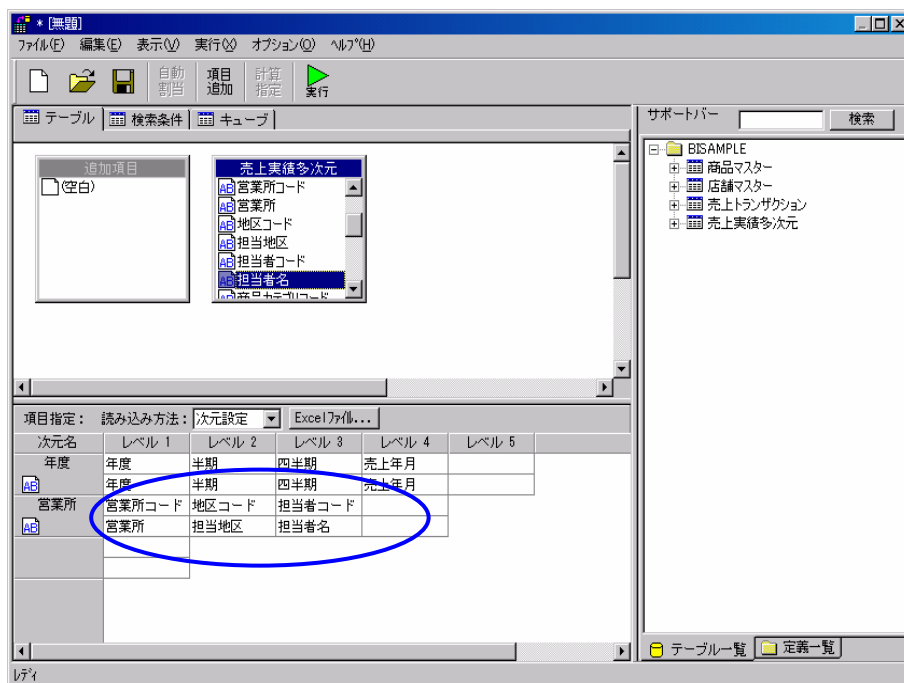 * [無題]
ファイル(F) 編集(E) 表示(V) 実行(X) オプション(O) ヘルプ(H)
自動割当 項目追加 計算指定 実行
テーブル 検索条件 キューブ
サポートバー 検索
追加項目
(空白)
売上実績多次元
営業所コード
営業所
地区コード
担当地区
担当者コード
担当者名
商品カテゴリコード
BISAMPLE
商品マスター
店舗マスター
売上トランザクション
売上実績多次元
項目指定: 読み込み方法: 次元設定 Excelファイル...
次元名 レベル 1 レベル 2 レベル 3 レベル 4 レベル 5
年度 年度 半期 四半期 売上年月
AB 年度 半期 四半期 売上年月
営業所 営業所コード 地区コード 担当者コード
AB 営業所 担当地区 担当者名
テーブル一覧 定義一覧
レディ